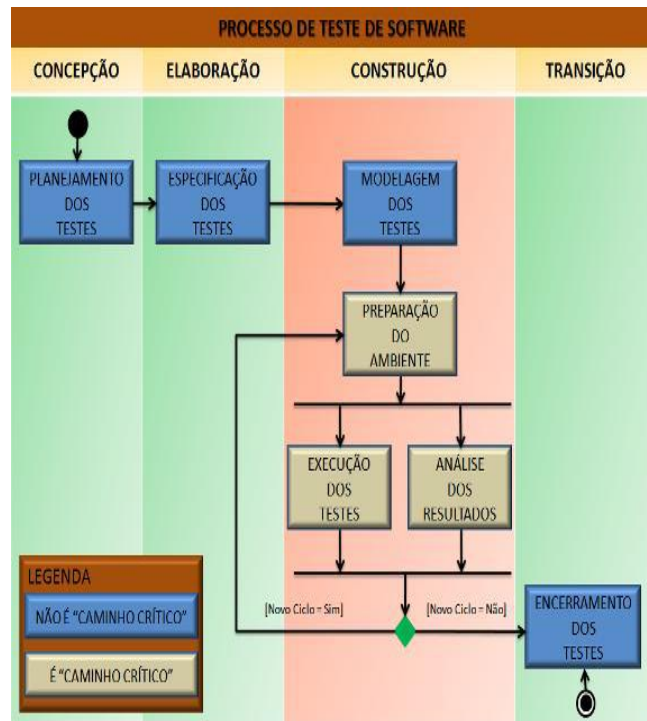 PROCESSO DE TESTE DE SOFTWARE
CONCEPÇÃO
ELABORAÇÃO
CONSTRUÇÃO
TRANSIÇÃO
PLANEJAMENTO
DOS
TESTES
ESPECIFICAÇÃO
DOS
TESTES
MODELAGEM
DOS
TESTES
PREPARAÇÃO
DO
AMBIENTE
EXECUÇÃO
DOS
TESTES
ANÁLISE
DOS
RESULTADOS
[Novo Ciclo = Sim]
[Novo Ciclo = Não]
ENCERRAMENTO
DOS
TESTES
LEGENDA
NÃO É “CAMINHO CRÍTICO”
É “CAMINHO CRÍTICO”